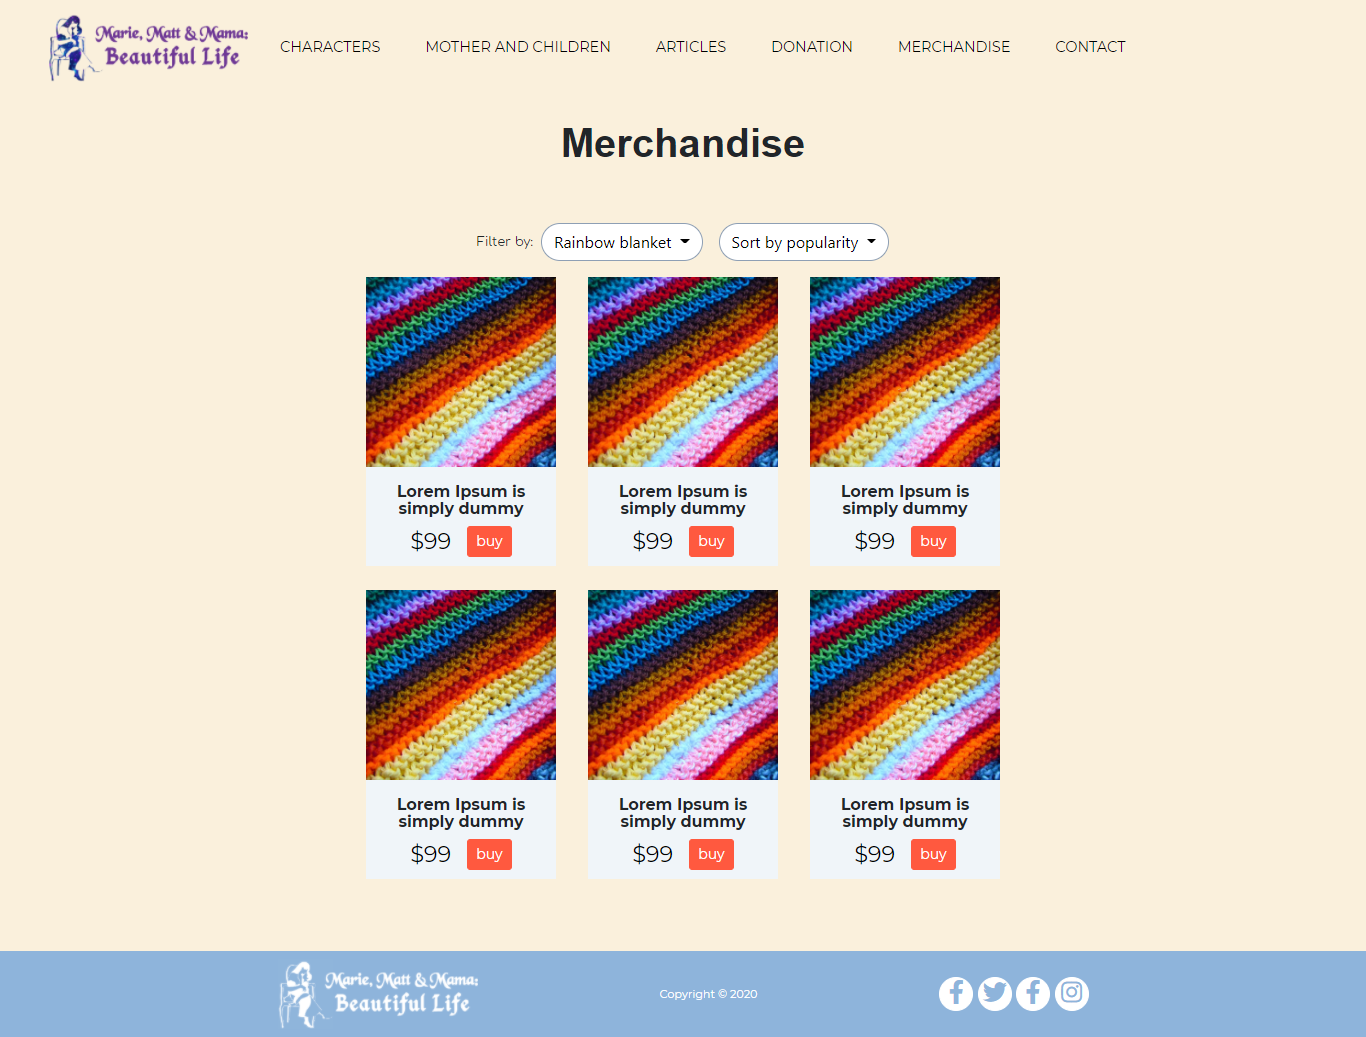 Marie, Matt & Mama:
Beautiful Life
CHARACTERS MOTHER AND CHILDREN ARTICLES DONATION MERCHANDISE CONTACT
Merchandise
Filter by: Rainbow blanket Sort by popularity
Lorem Ipsum is
simply dummy
$99 buy
Lorem Ipsum is
simply dummy
$99 buy
Lorem Ipsum is
simply dummy
$99 buy
Lorem Ipsum is
simply dummy
$99 buy
Lorem Ipsum is
simply dummy
$99 buy
Lorem Ipsum is
simply dummy
$99 buy
Marie, Matt & Mama:
Beautiful Life
Copyright © 2020